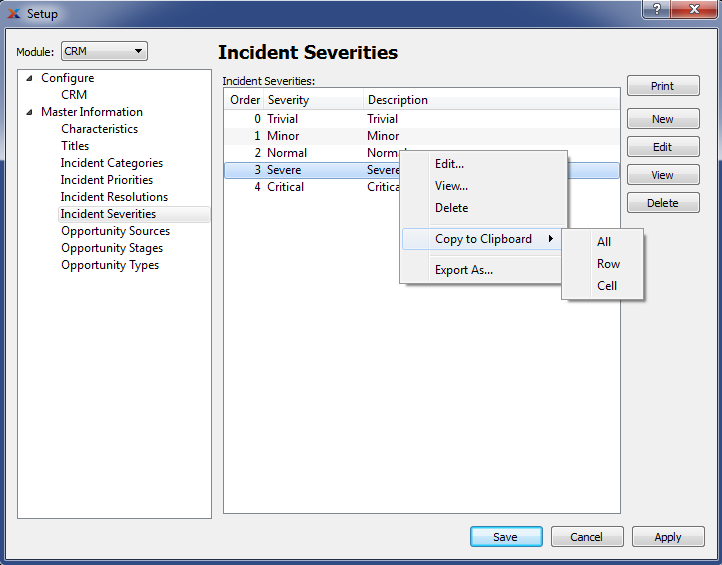 Setup
?
Module: CRM
Incident Severities
Configure
CRM
Master Information
Characteristics
Titles
Incident Categories
Incident Priorities
Incident Resolutions
Incident Severities
Opportunity Sources
Opportunity Stages
Opportunity Types
Incident Severities:
Order Severity Description
0 Trivial Trivial
1 Minor Minor
2 Normal Norma
3 Severe Severe
4 Critical Critica
Edit...
View...
Delete
Copy to Clipboard
Export As...
All
Row
Cell
Print
New
Edit
View
Delete
Save Cancel Apply